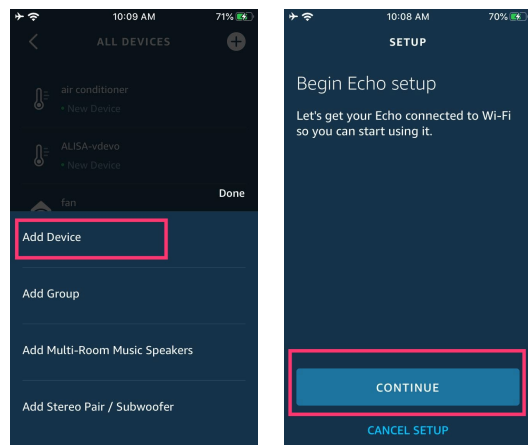 10:09 AM
71%
ALL DEVICES
air conditioner
• New Device
ALISA-vdevo
• New Device
fan
Done
Add Device
Add Group
Add Multi-Room Music Speakers
Add Stereo Pair / Subwoofer
10:08 AM
70%
SETUP
Begin Echo setup
Let's get your Echo connected to Wi-Fi
so you can start using it.
CONTINUE
CANCEL SETUP